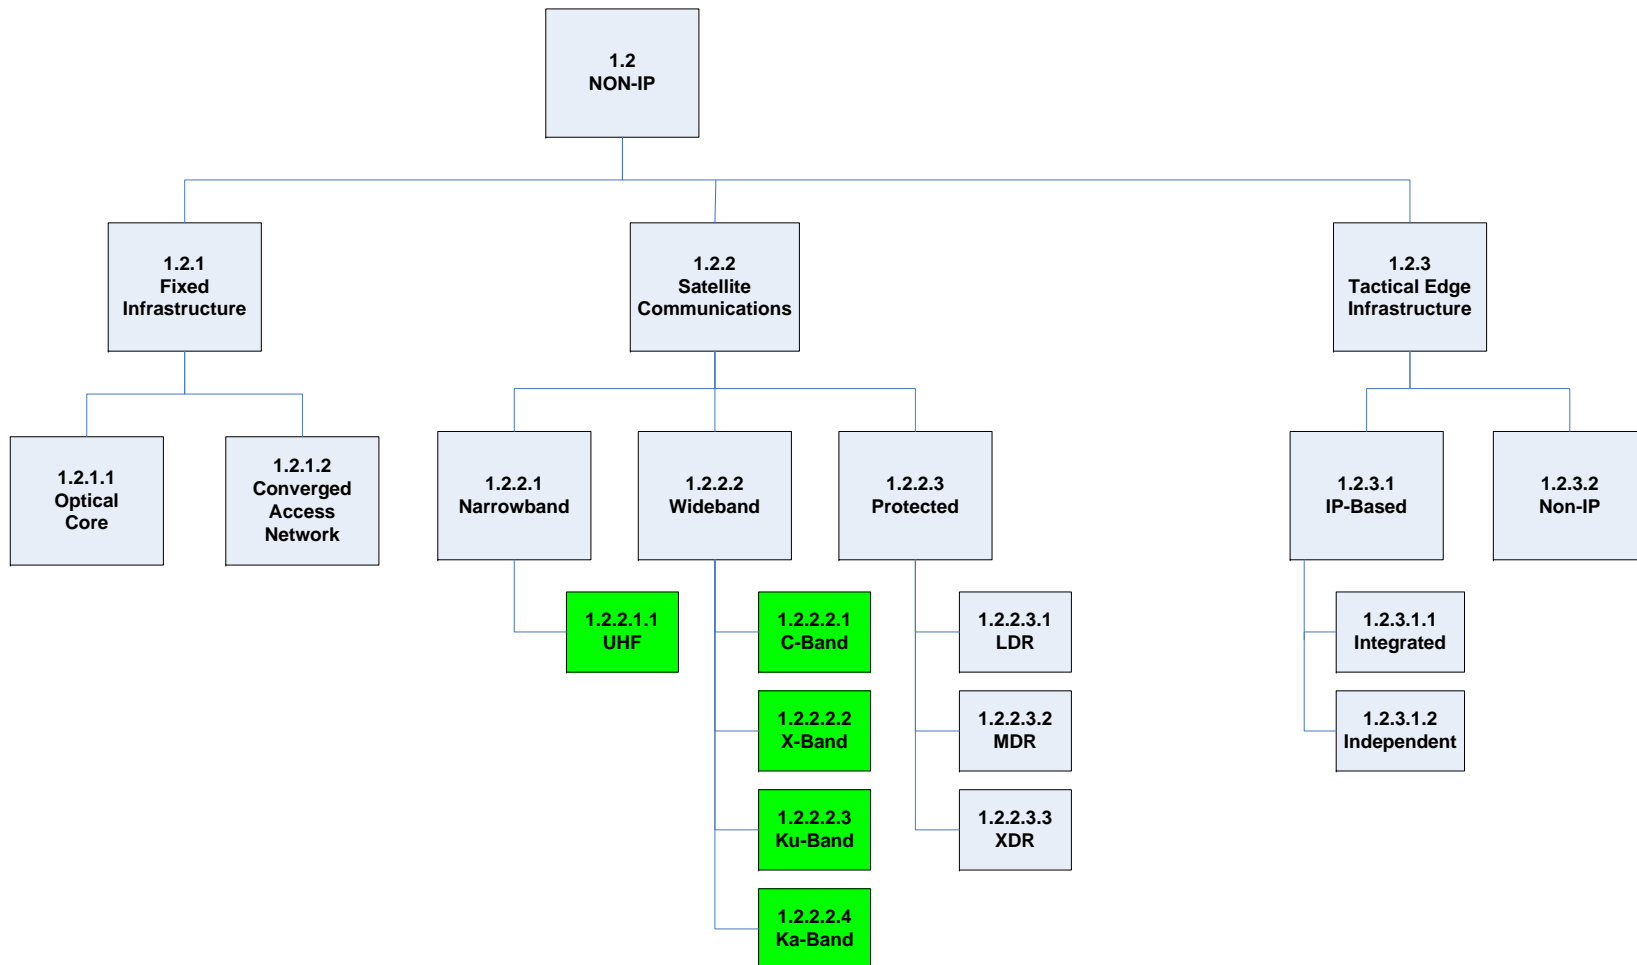 1.2
NON-IP
1.2.1
Fixed
Infrastructure
1.2.2
Satellite
Communications
1.2.3
Tactical Edge
Infrastructure
1.2.1.1
Optical
Core
1.2.1.2
Converged
Access
Network
1.2.2.1
Narrowband
1.2.2.2
Wideband
1.2.2.3
Protected
1.2.3.1
IP-Based
1.2.3.2
Non-IP
1.2.2.1.1
UHF
1.2.2.2.1
C-Band
1.2.2.3.1
LDR
1.2.3.1.1
Integrated
1.2.2.2.2
X-Band
1.2.2.3.2
MDR
1.2.3.1.2
Independent
1.2.2.2.3
Ku-Band
1.2.2.3.3
XDR
1.2.2.2.4
Ka-Band